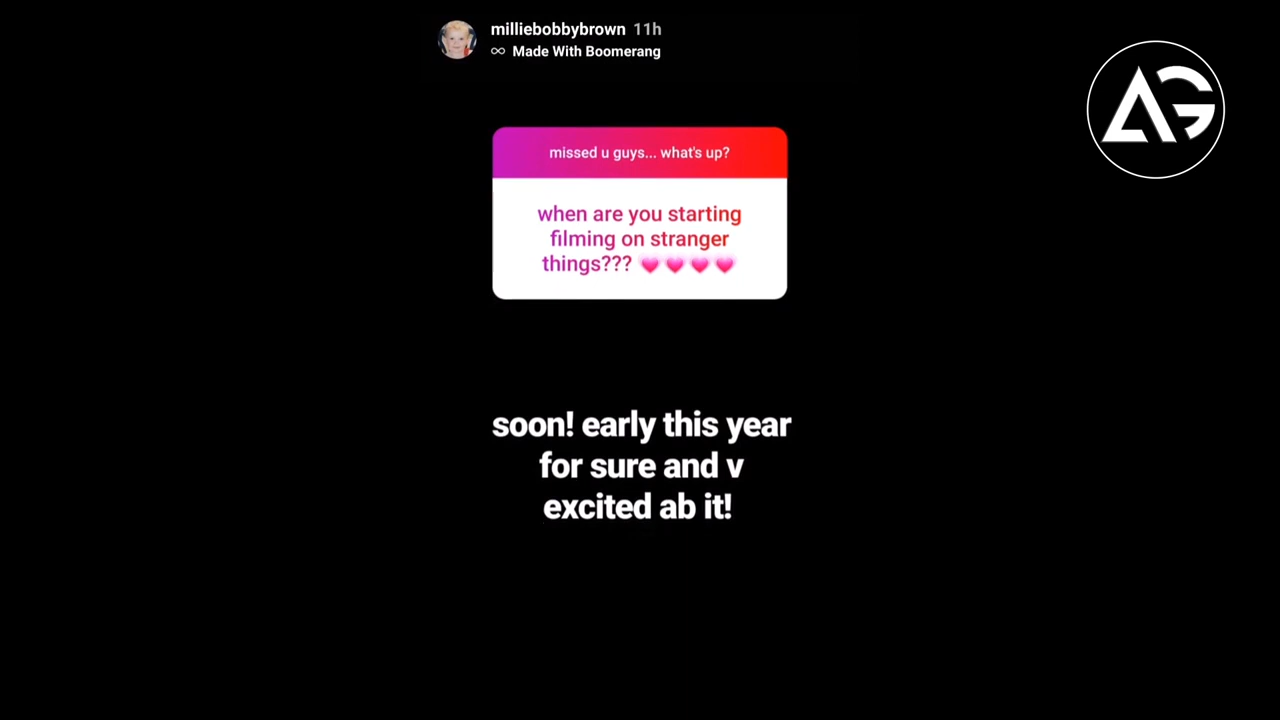 milliebobbybrown 11h
∞ Made With Boomerang
AG
missed u guys... what's up?
when are you starting
filming on stranger
things??? 💗💗💗💗
soon! early this year
for sure and v
excited ab it!